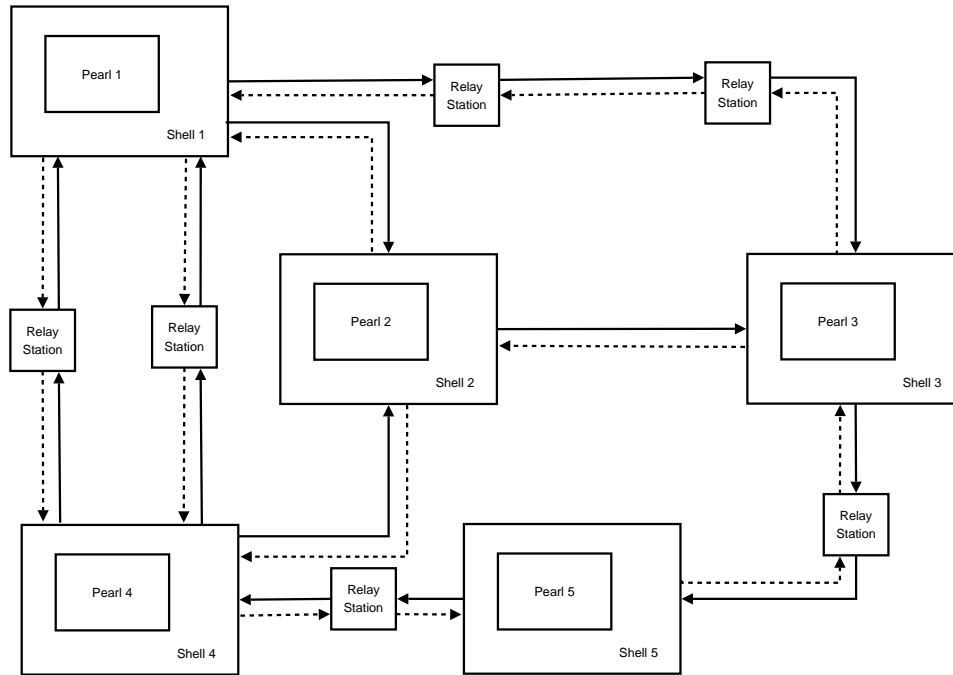 Pearl 1
Shell 1
Relay
Station
Relay
Station
Relay
Station
Relay
Station
Pearl 2
Shell 2
Pearl 3
Shell 3
Relay
Station
Pearl 4
Shell 4
Relay
Station
Pearl 5
Shell 5